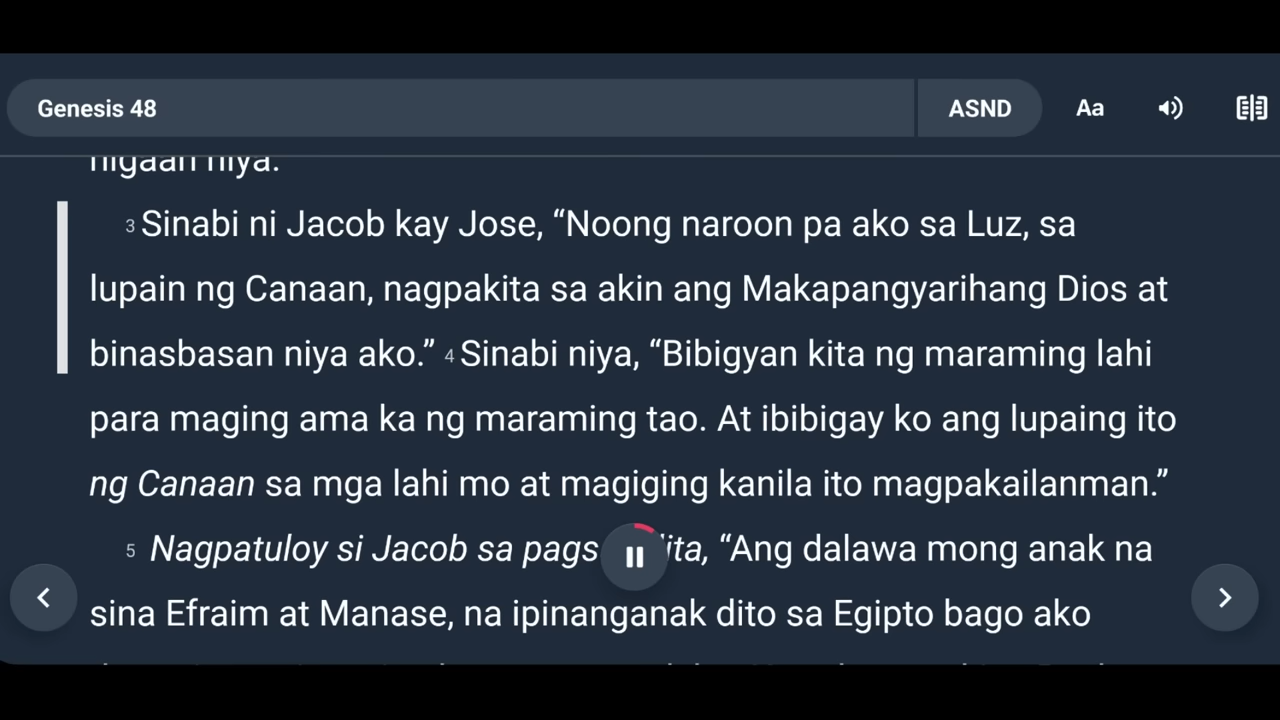 Genesis 48
ASND
Aa
niya.
3 Sinabi ni Jacob kay Jose, “Noong naroon pa ako sa Luz, sa
lupain ng Canaan, nagpakita sa akin ang Makapangyarihang Dios at
binasbasan niya ako.” 4 Sinabi niya, “Bibigyan kita ng maraming lahi
para maging ama ka ng maraming tao. At ibibigay ko ang lupaing ito
ng Canaan sa mga lahi mo at magiging kanila ito magpakailanman.”
5 Nagpatuloy si Jacob sa “Ang dalawa mong anak na
sina Efraim at Manase, na ipinanganak dito sa Egipto bago ako